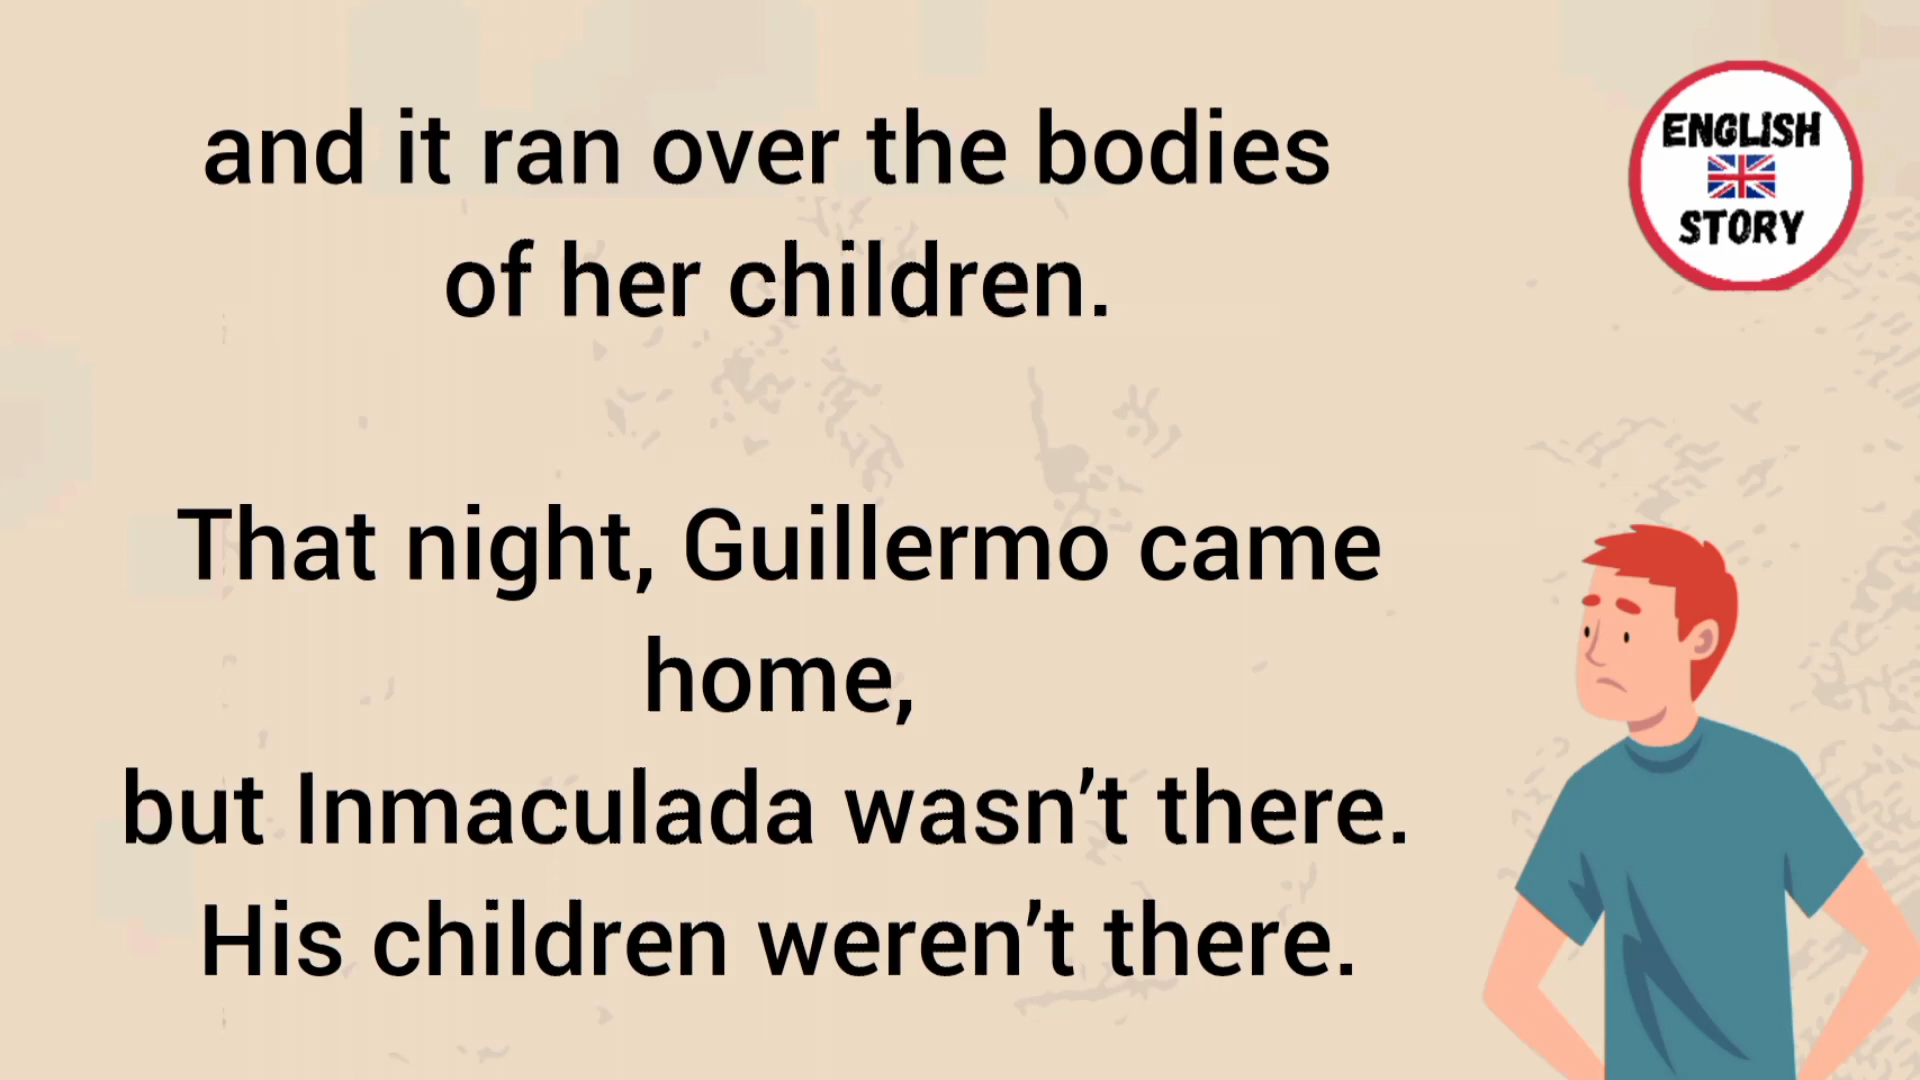 and it ran over the bodies
of her children.
That night, Guillermo came
home,
but Inmaculada wasn’t there.
His children weren’t there.
ENGLISH
STORY